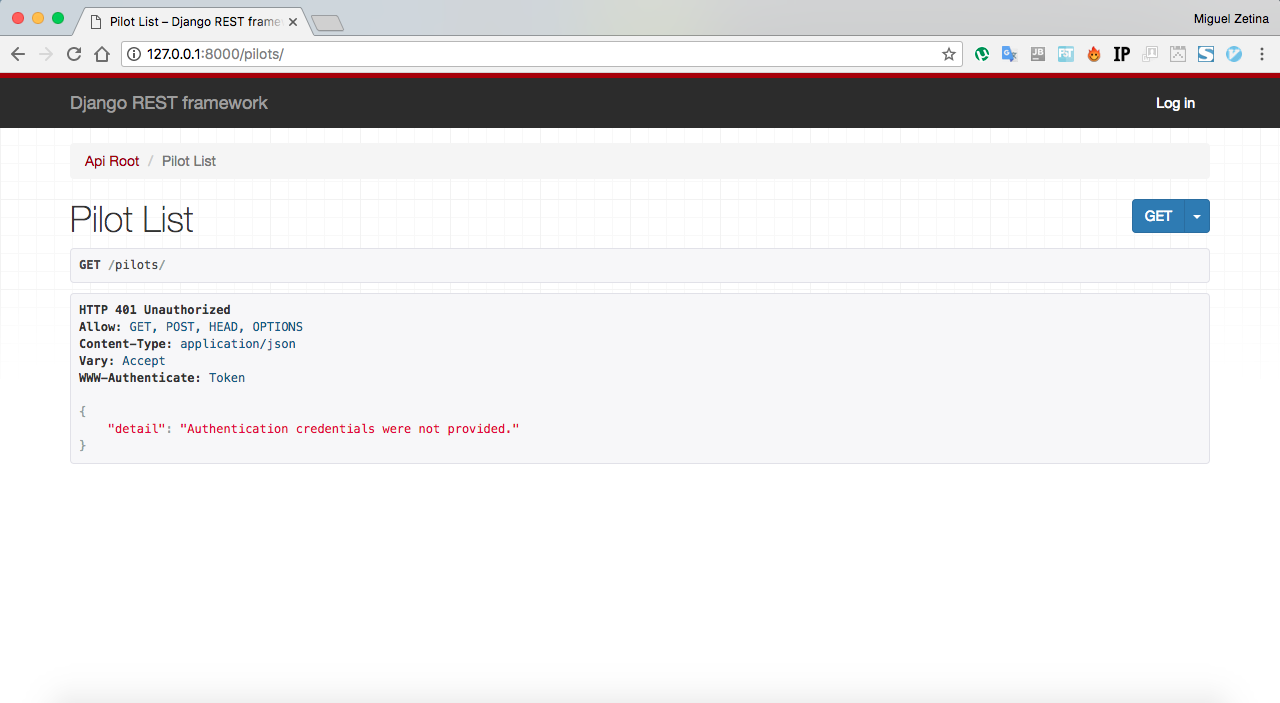 Pilot List – Django REST frame
Miguel Zetina
127.0.0.1:8000/pilots/
JB
IP
Django REST framework
Log in
Api Root / Pilot List
Pilot List
GET
GET /pilots/
HTTP 401 Unauthorized
Allow: GET, POST, HEAD, OPTIONS
Content-Type: application/json
Vary: Accept
WWW-Authenticate: Token
{
    "detail": "Authentication credentials were not provided."
}